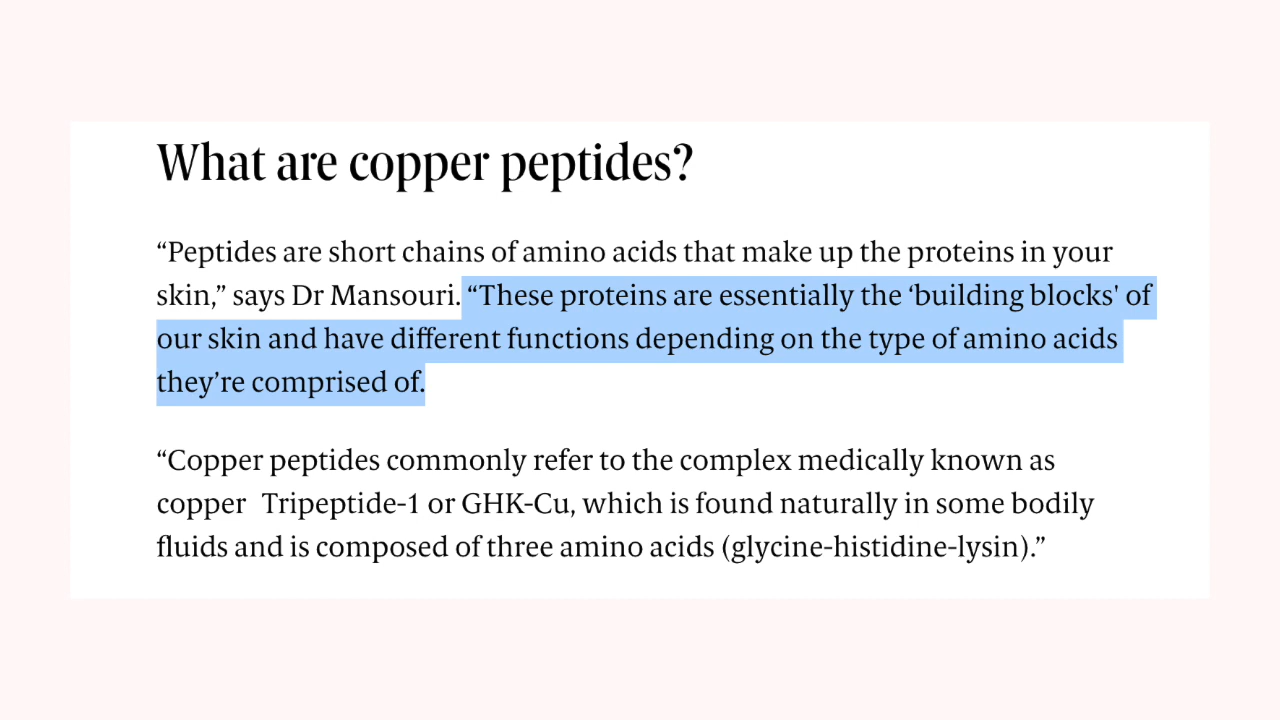 What are copper peptides?
“Peptides are short chains of amino acids that make up the proteins in your
skin,” says Dr Mansouri. “These proteins are essentially the ‘building blocks' of
our skin and have different functions depending on the type of amino acids
they’re comprised of.
“Copper peptides commonly refer to the complex medically known as
copper  Tripeptide-1 or GHK-Cu, which is found naturally in some bodily
fluids and is composed of three amino acids (glycine-histidine-lysin).”